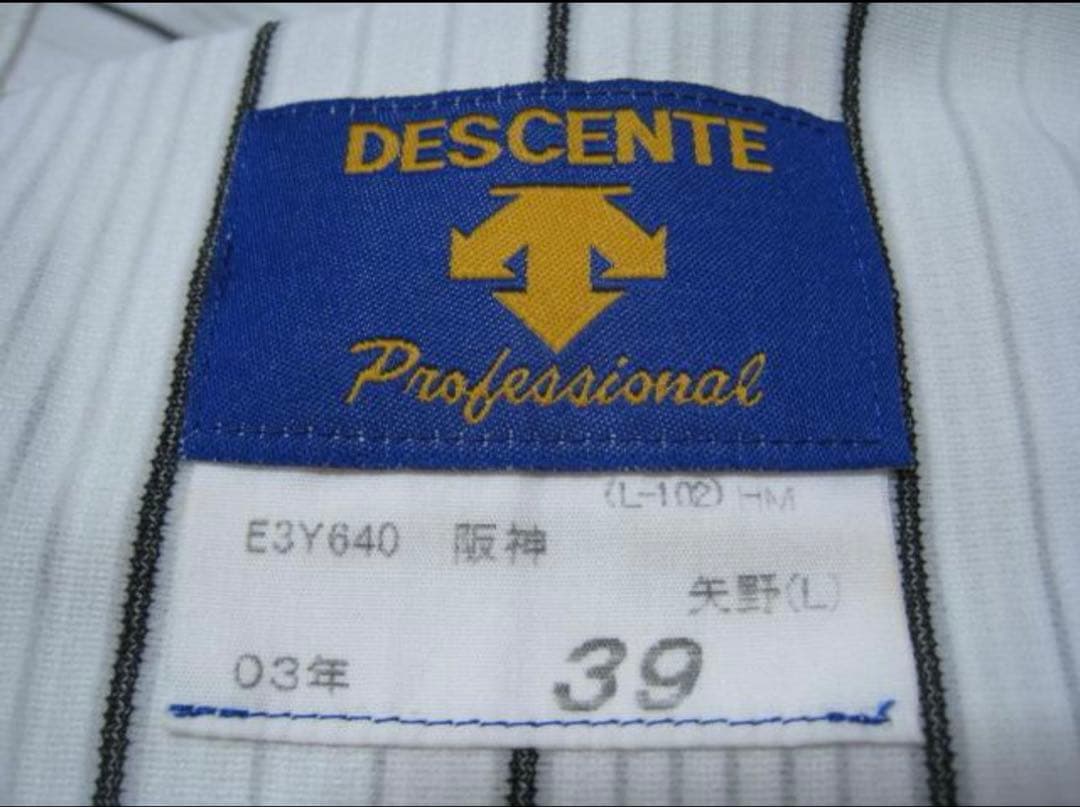 DESCENTE
Professional
(L-102) HM
E3Y640 阪神
矢野(L)
03年 39